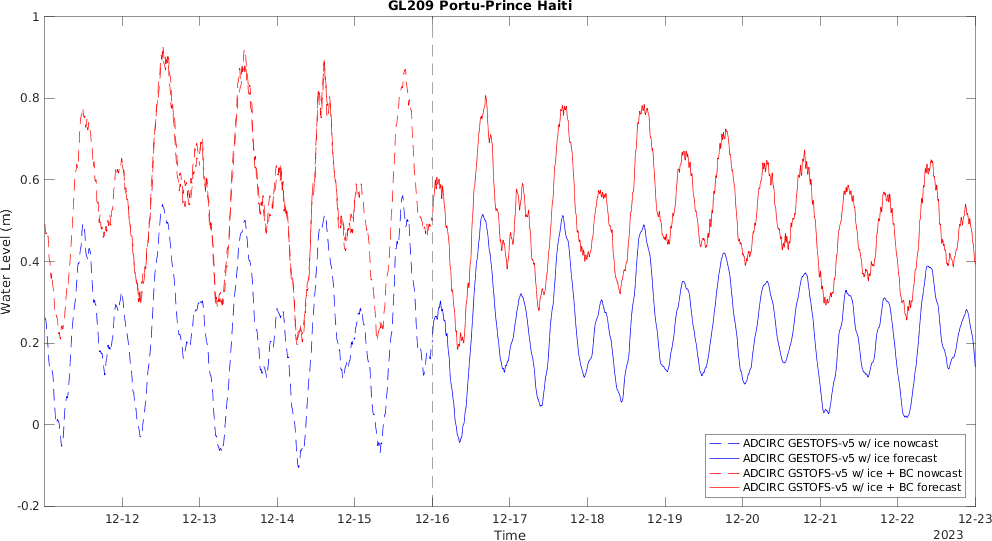 GL209 Portu-Prince Haiti
1
0.8
0.6
0.4
0.2
0
-0.2
Water Level (m)
12-12
12-13
12-14
12-15
12-16
12-17
12-18
12-19
12-20
12-21
12-22
12-23
Time
2023
ADCIRC GESTOFS-v5 w/ ice nowcast
ADCIRC GESTOFS-v5 w/ ice forecast
ADCIRC GSTOFS-v5 w/ ice + BC nowcast
ADCIRC GSTOFS-v5 w/ ice + BC forecast